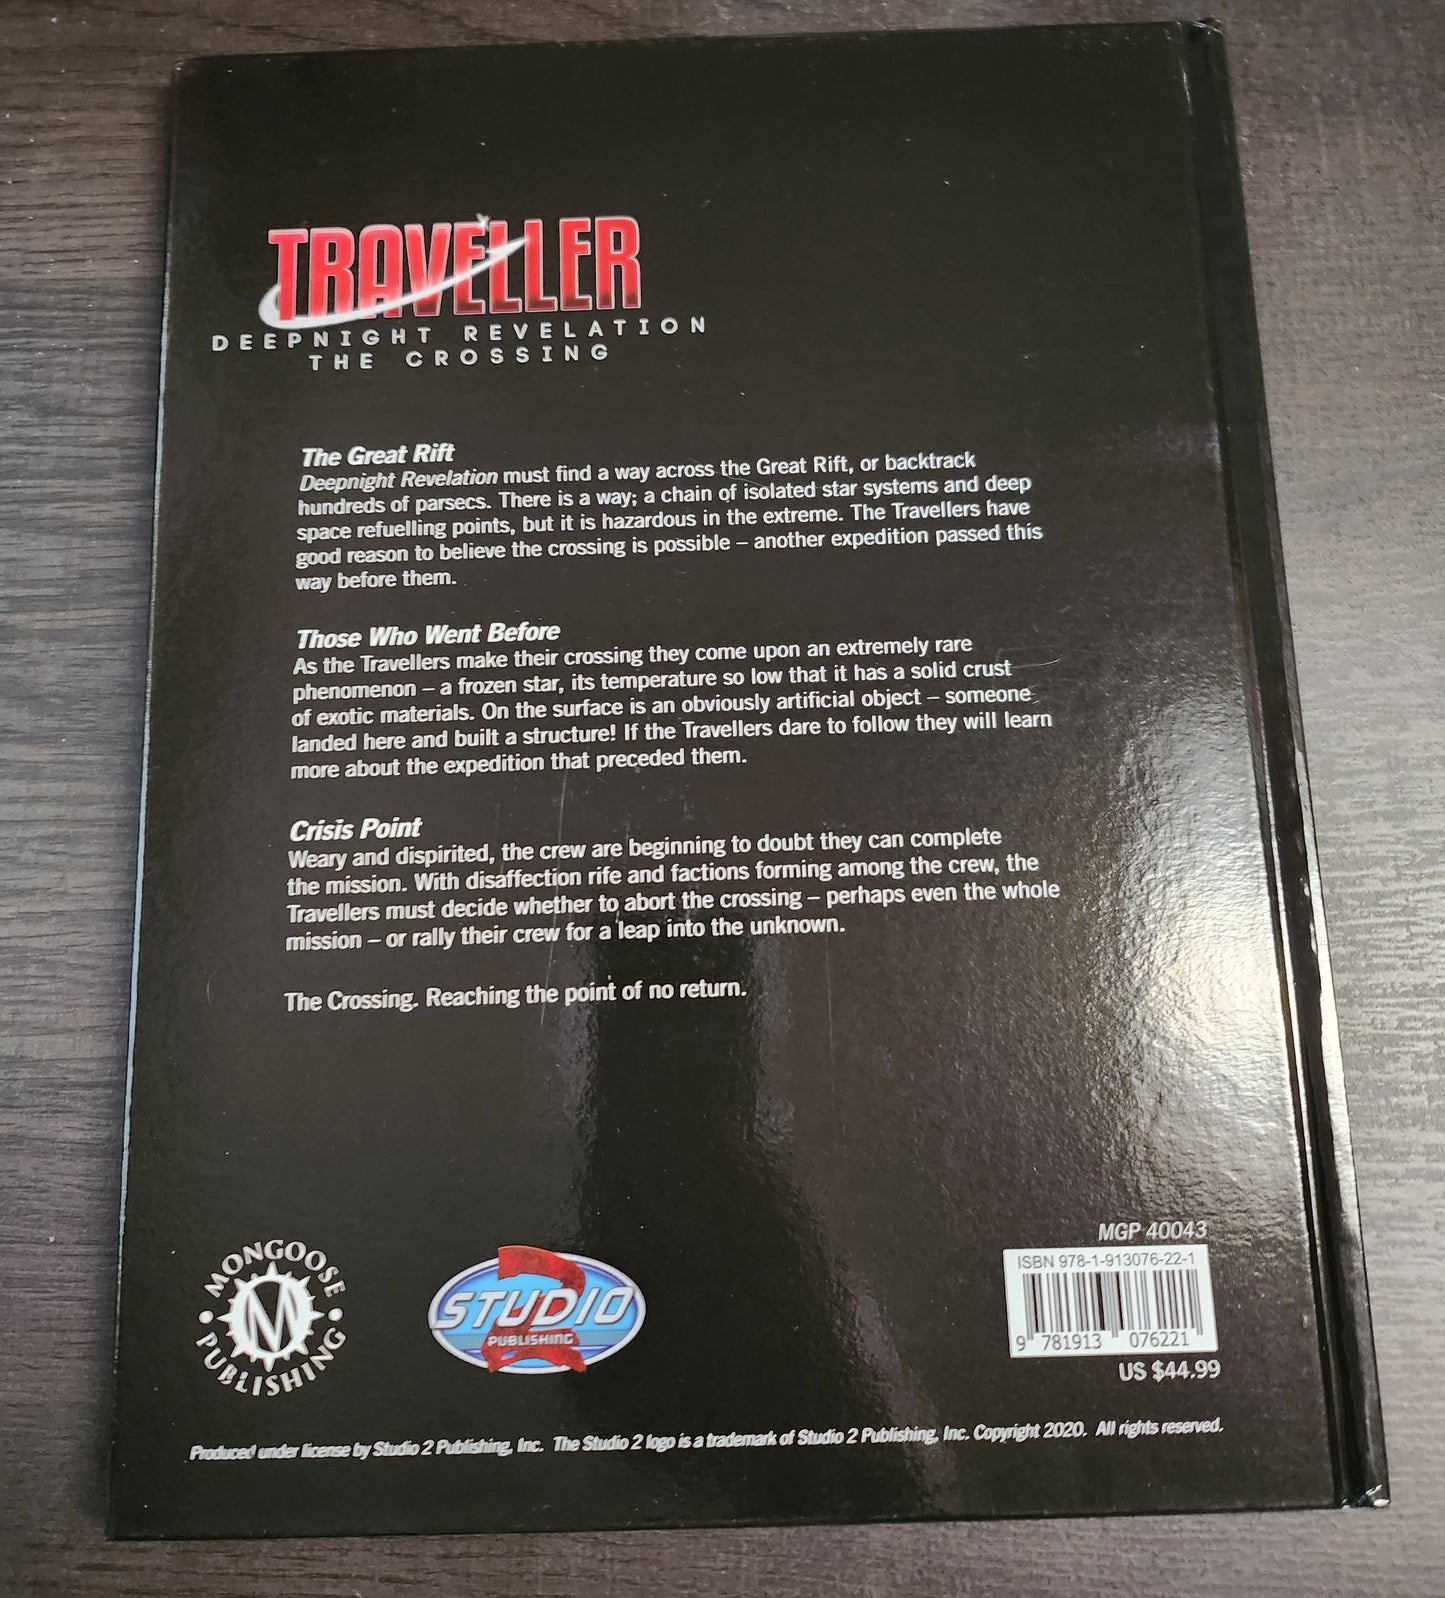 TRAVELLER
DEEPNIGHT REVELATION
THE CROSSING
The Great Rift
Deepnight Revelation must find a way across the Great Rift, or backtrack
hundreds of parsecs. There is a way; a chain of isolated star systems and deep
space refuelling points, but it is hazardous in the extreme. The Travellers have
good reason to believe the crossing is possible – another expedition passed this
way before them.
Those Who Went Before
As the Travellers make their crossing they come upon an extremely rare
phenomenon – a frozen star, its temperature so low that it has a solid crust
of exotic materials. On the surface is an obviously artificial object – someone
landed here and built a structure! If the Travellers dare to follow they will learn
more about the expedition that preceded them.
Crisis Point
Weary and dispirited, the crew are beginning to doubt they can complete
the mission. With disaffection rife and factions forming among the crew, the
Travellers must decide whether to abort the crossing – perhaps even the whole
mission – or rally their crew for a leap into the unknown.
The Crossing. Reaching the point of no return.
MONGOOSE
M
PUBLISHING
2
STUDIO
PUBLISHING
MGP 40043
ISBN 978-1-913076-22-1
9 781913 076221
US $44.99
Produced under license by Studio 2 Publishing, Inc. The Studio 2 logo is a trademark of Studio 2 Publishing, Inc. Copyright 2020. All rights reserved.